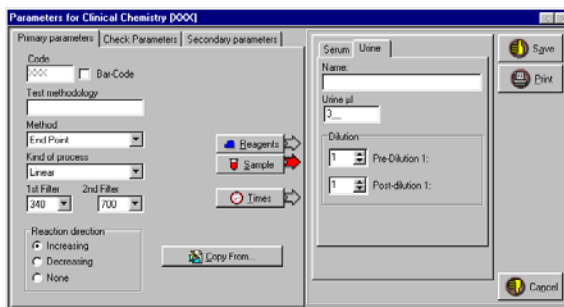 Parameters for Clinical Chemistry [XXX]
Primary parameters
Check Parameters
Secondary parameters
Code
XXX
Bar-Code
Test methodology
Method
End Point
Kind of process
Linear
1st Filter
2nd Filter
340
700
Reaction direction
Increasing
Decreasing
None
Reagents
Sample
Times
Copy From...
Serum
Urine
Name:
Urine µl
3__
Dilution
1
Pre-Dilution 1:
1
Post-dilution 1:
Save
Print
Cancel